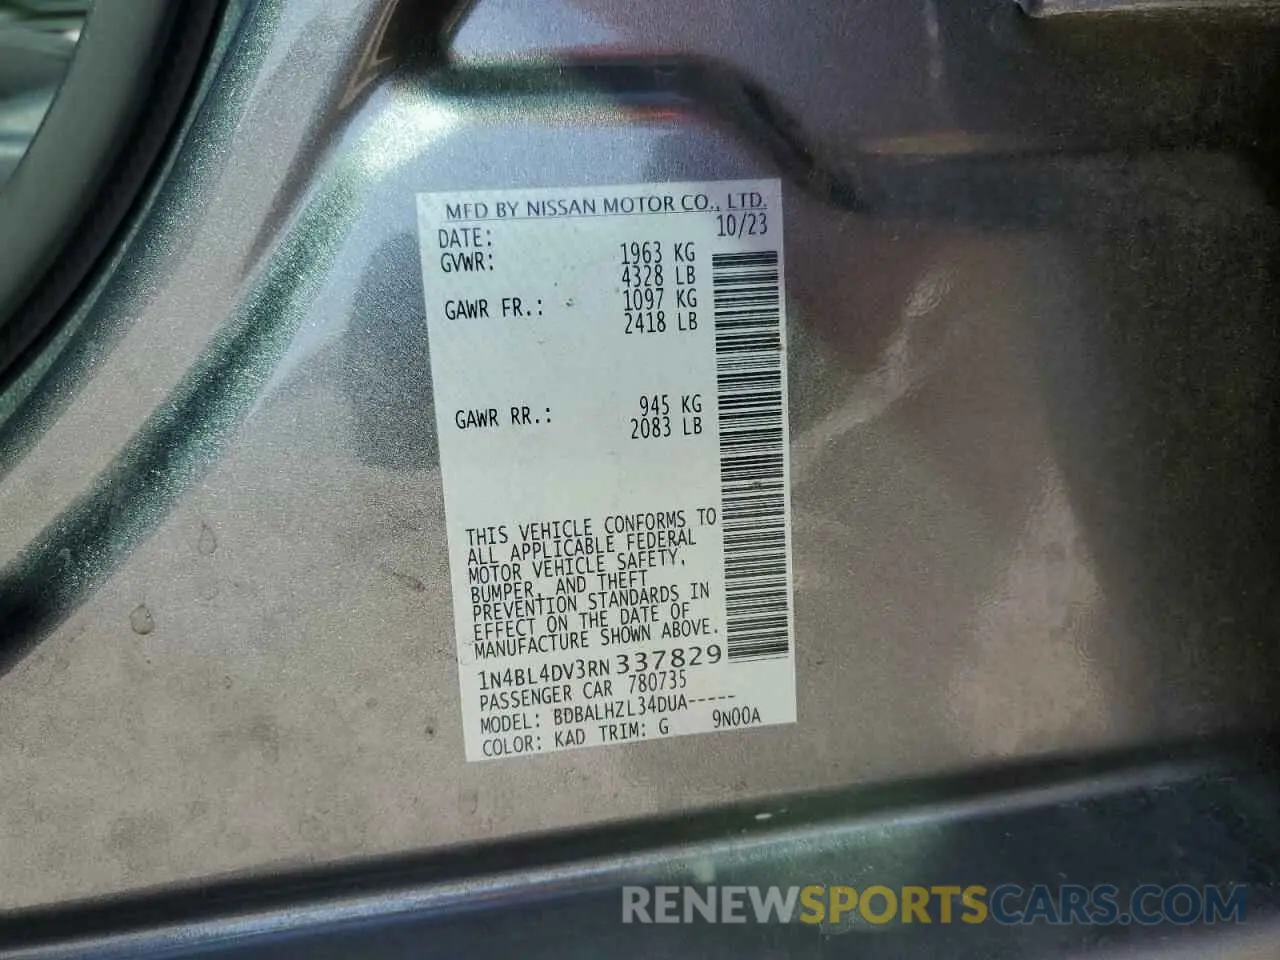 MFD BY NISSAN MOTOR CO., LTD.
DATE: 10/23
GVWR: 1963 KG
4328 LB
GAWR FR.: 1097 KG
2418 LB
GAWR RR.: 945 KG
2083 LB
THIS VEHICLE CONFORMS TO
ALL APPLICABLE FEDERAL
MOTOR VEHICLE SAFETY,
BUMPER, AND THEFT
PREVENTION STANDARDS IN
EFFECT ON THE DATE OF
MANUFACTURE SHOWN ABOVE.
1N4BL4DV3RN337829
PASSENGER CAR 780735
MODEL: BDBALHZL34DUA-----
COLOR: KAD TRIM: G 9N00A
RENEWSPORTSCARS.COM